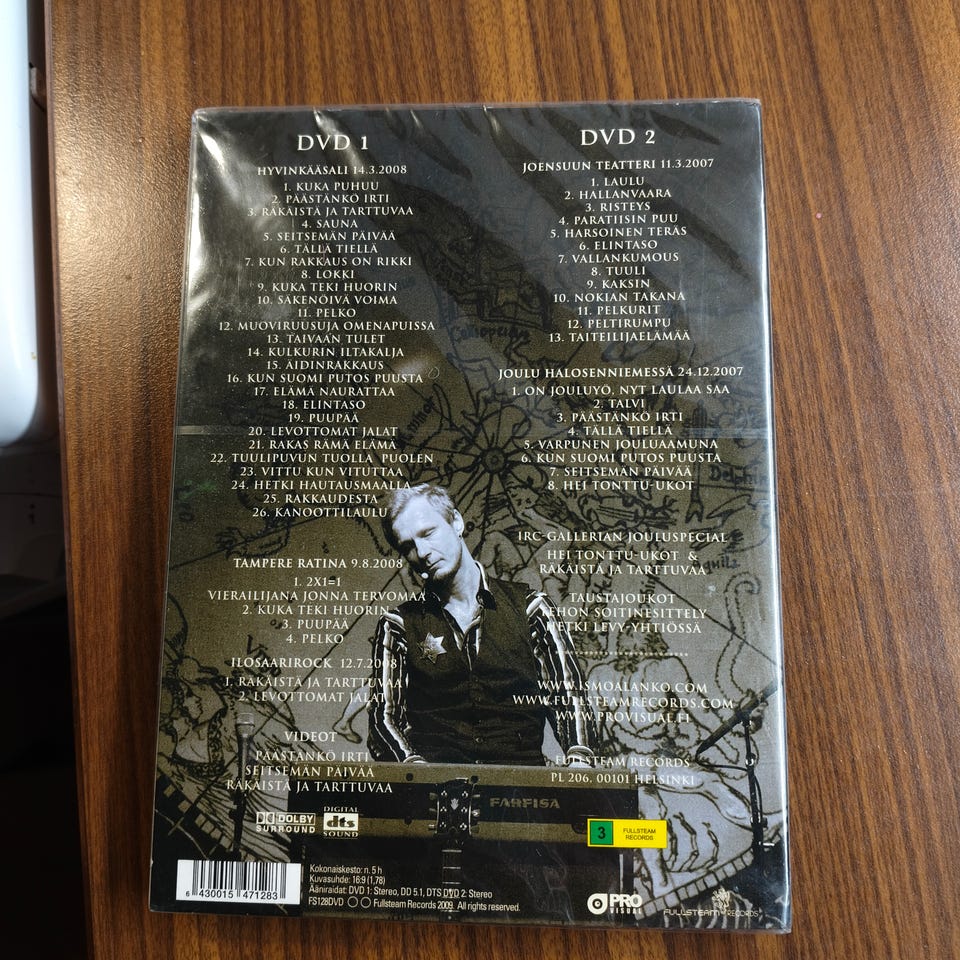 DVD 1
HYVINKÄÄSALI 14.3.2008
1. KUKA PUHUU
2. PÄÄSTÄNKÖ IRTI
3. RÄKÄISTÄ JA TARTTUVAA
4. SAUNA
5. SEITSEMÄN PÄIVÄÄ
6. TÄLLÄ TIELLÄ
7. KUN RAKKAUS ON RIKKI
8. LOKKI
9. KUKA TEKI HUORIN
10. SÄKENÖIVÄ VOIMA
11. PELKO
12. MUOVIRUUSUJA OMENAPUISSA
13. TAIVAAN TULET
14. KULKURIN ILTAKALJA
15. ÄIDINRAKKAUS
16. KUN SUOMI PUTOS PUUSTA
17. ELÄMÄ NAURATTAA
18. ELINTASO
19. PUUPÄÄ
20. LEVOTTOMAT JALAT
21. RAKAS RÄMÄ ELÄMÄ
22. TUULIPUVUN TUOLLA PUOLEN
23. VITTU KUN VITUTTAA
24. HETKI HAUTAUSMAALLA
25. RAKKAUDESTA
26. KANOOTTILAULU
TAMPERE RATINA 9.8.2008
1. 2X1=1
VIERAILIJANA JONNA TERVOMAA
2. KUKA TEKI HUORIN
3. PUUPÄÄ
4. PELKO
ILOSAARIROCK 12.7.2008
1. RÄKÄISTÄ JA TARTTUVAA
2. LEVOTTOMAT JALAT
VIDEOT
PÄÄSTÄNKÖ IRTI
SEITSEMÄN PÄIVÄÄ
RÄKÄISTÄ JA TARTTUVAA
DOLBY
SURROUND
DIGITAL
dts
SOUND
6 430015 471283
Kokonaiskesto: n. 5 h
Kuvasuhde: 16:9 (1,78)
Ääniraidat: DVD 1: Stereo, DD 5.1, DTS DVD 2: Stereo
FS128DVD Fullsteam Records 2009. All rights reserved.
DVD 2
JOENSUUN TEATTERI 11.3.2007
1. LAULU
2. HALLANVAARA
3. RISTEYS
4. PARATIISIN PUU
5. HARSOINEN TERÄS
6. ELINTASO
7. VALLANKUMOUS
8. TUULI
9. KAKSIN
10. NOKIAN TAKANA
11. PELKURIT
12. PELTIRUMPU
13. TAITEILIJAELÄMÄÄ
JOULU HALOSENNIEMESSÄ 24.12.2007
1. ON JOULUYÖ, NYT LAULAA SAA
2. TALVI
3. PÄÄSTÄNKÖ IRTI
4. TÄLLÄ TIELLÄ
5. VARPUNEN JOULUAAMUNA
6. KUN SUOMI PUTOS PUUSTA
7. SEITSEMÄN PÄIVÄÄ
8. HEI TONTTU-UKOT
IRC-GALLERIAN JOULUSPECIAL
HEI TONTTU-UKOT &
RÄKÄISTÄ JA TARTTUVAA
TAUSTAJOUKOT
TEHON SOITINESITTELY
HETKI LEVY-YHTIÖSSÄ
WWW.ISMOALANKO.COM
WWW.FULLSTEAMRECORDS.COM
WWW.PROVISUAL.FI
FULLSTEAM RECORDS
PL 206, 00101 HELSINKI
FARFISA
3 FULLSTEAM
RECORDS
PRO
VISUAL
FULLSTEAM RECORDS